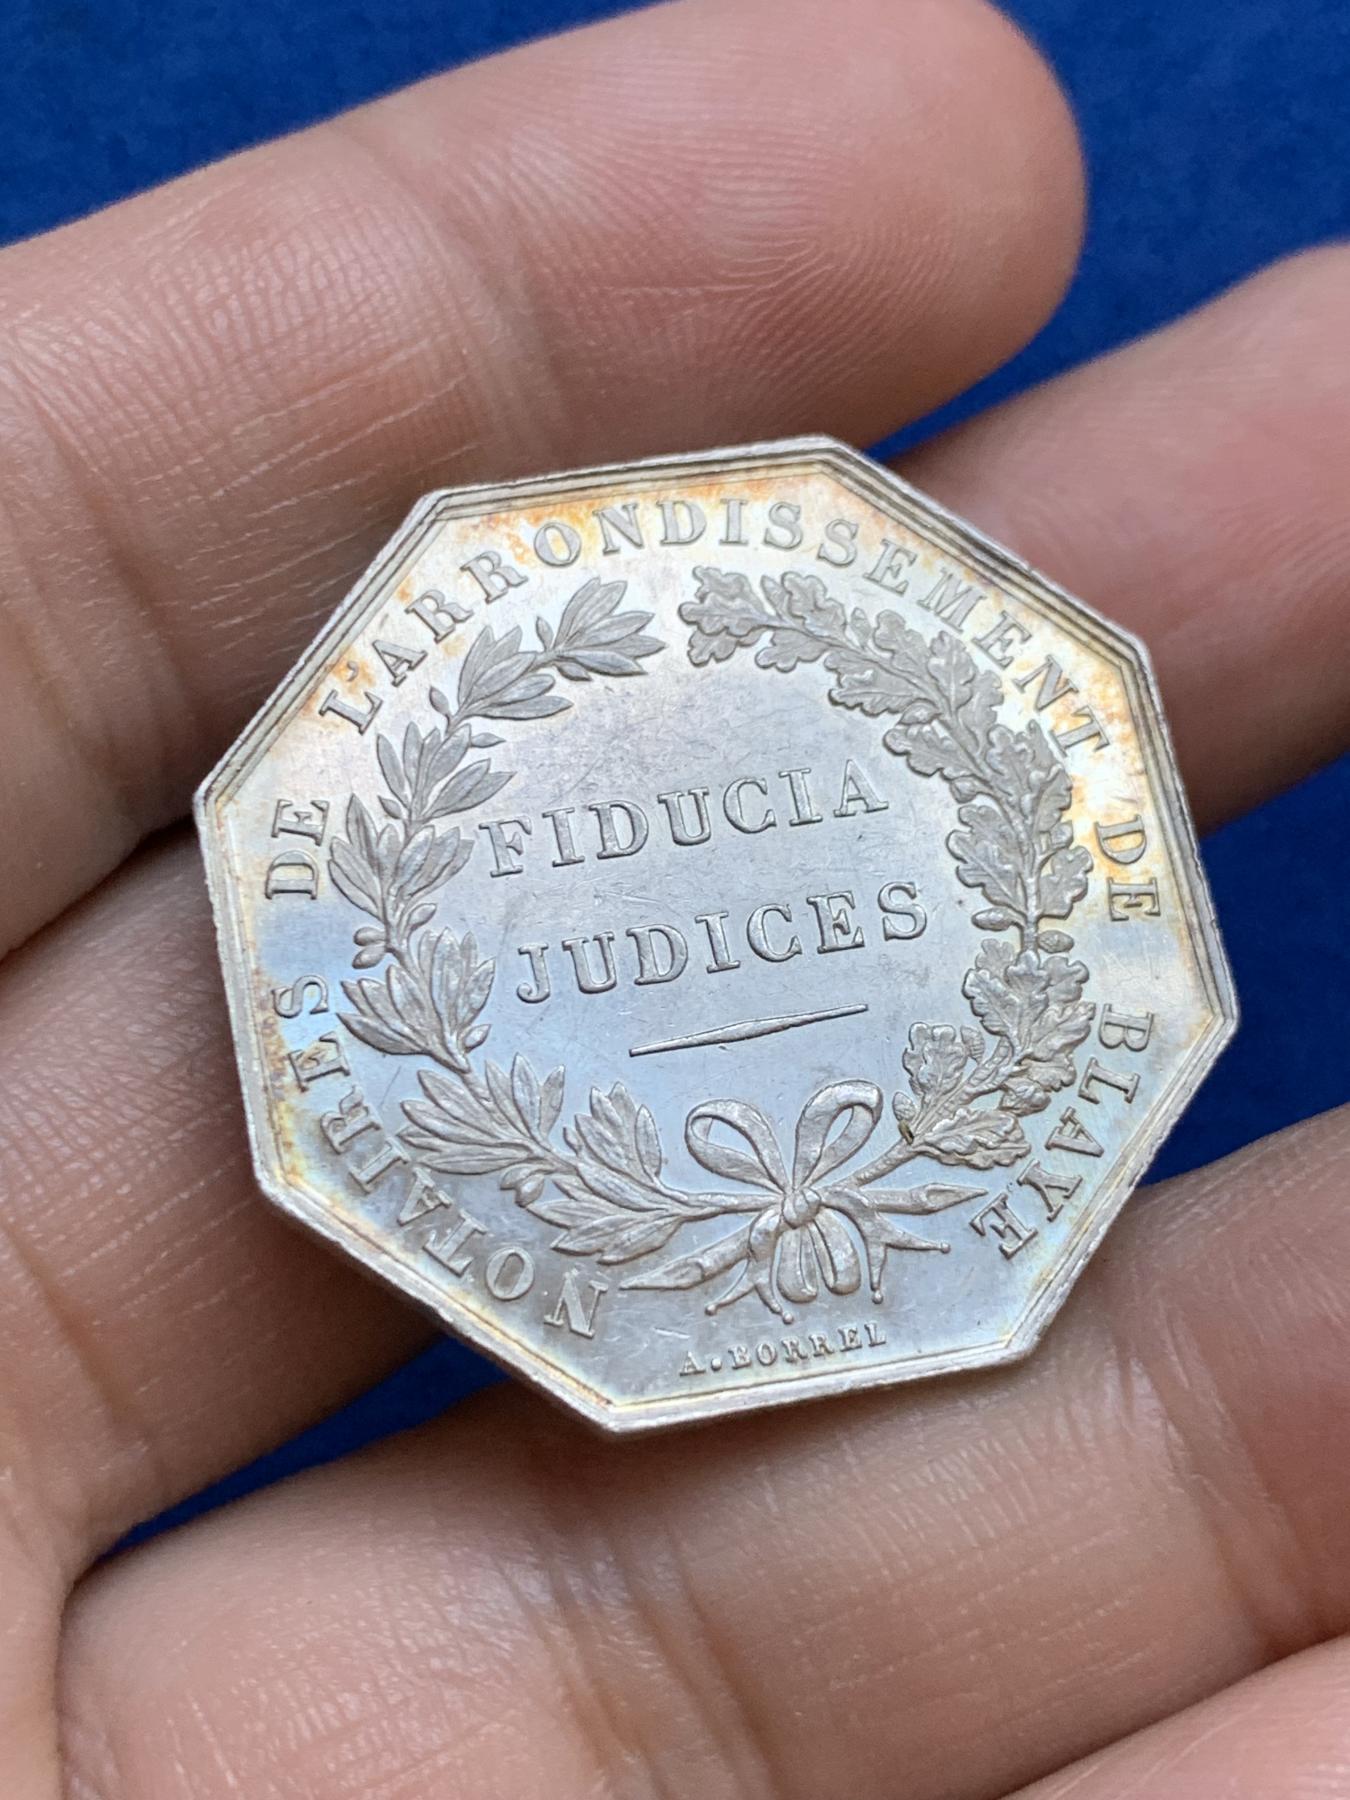 NOTAIRES DE L'ARRONDISSEMENT DE BLAYE
FIDUCIA
JUDICES
A. BORREL